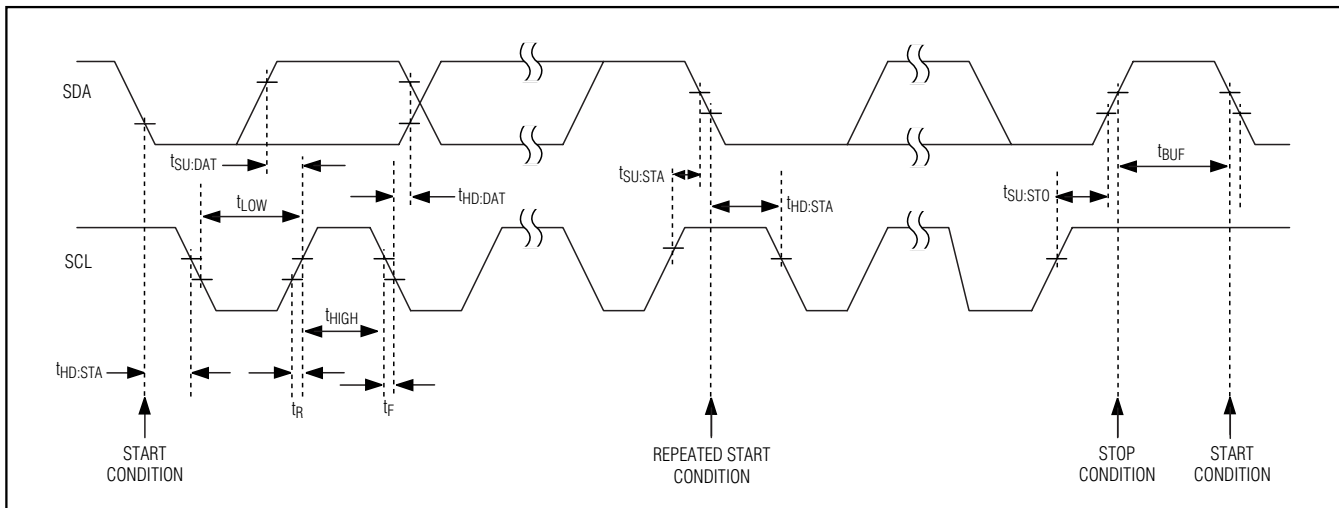 SDA
tSU:DAT
tBUF
tSU:STA
tLOW
tHD:DAT
tHD:STA
tSU:STO
SCL
tHIGH
tHD:STA
tR
tF
START
CONDITION
REPEATED START
CONDITION
STOP
CONDITION
START
CONDITION